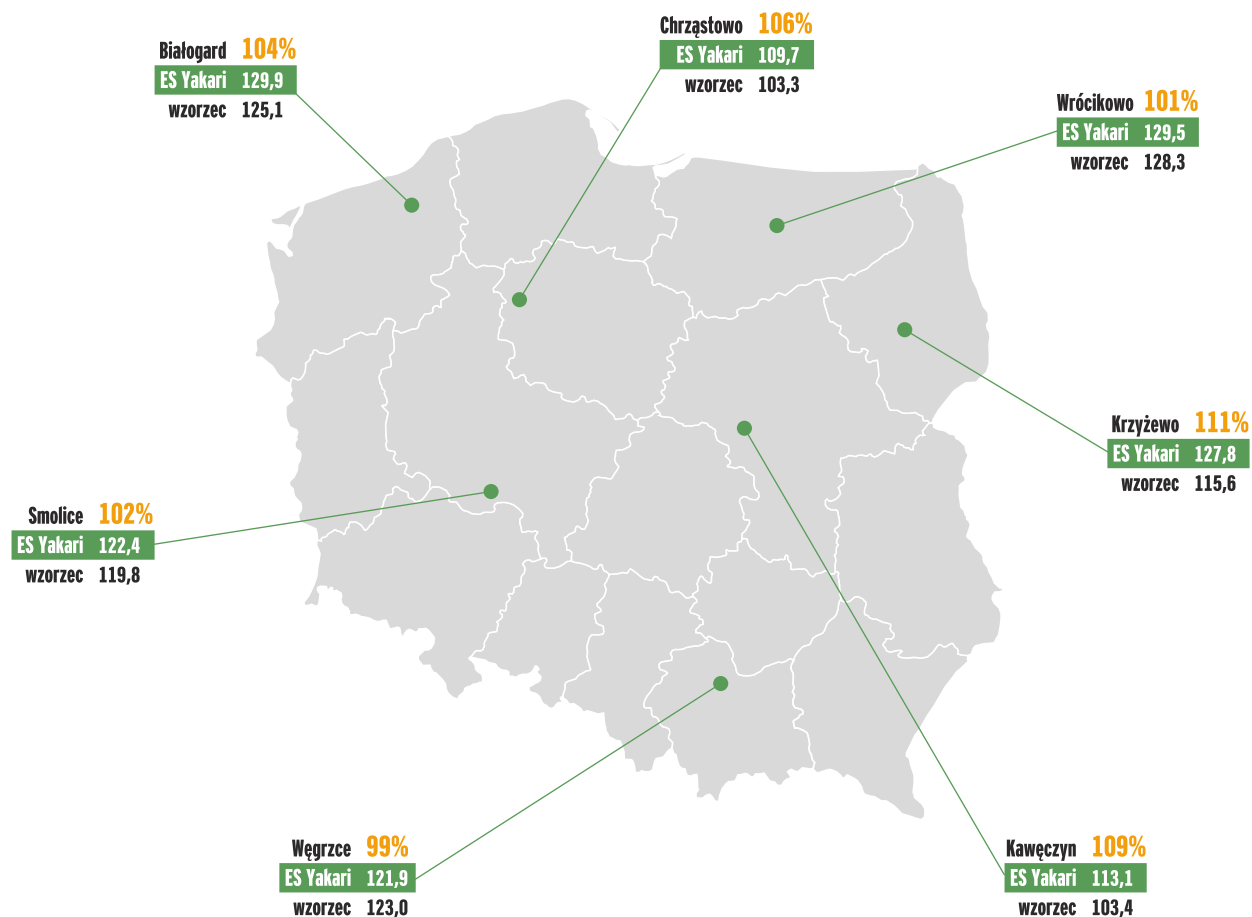 Chrząstowo 106%
ES Yakari 109,7
wzorzec 103,3
Białogard 104%
ES Yakari 129,9
wzorzec 125,1
Wrócikowo 101%
ES Yakari 129,5
wzorzec 128,3
Krzyżewo 111%
ES Yakari 127,8
wzorzec 115,6
Smolice 102%
ES Yakari 122,4
wzorzec 119,8
Węgrzce 99%
ES Yakari 121,9
wzorzec 123,0
Kawęczyn 109%
ES Yakari 113,1
wzorzec 103,4